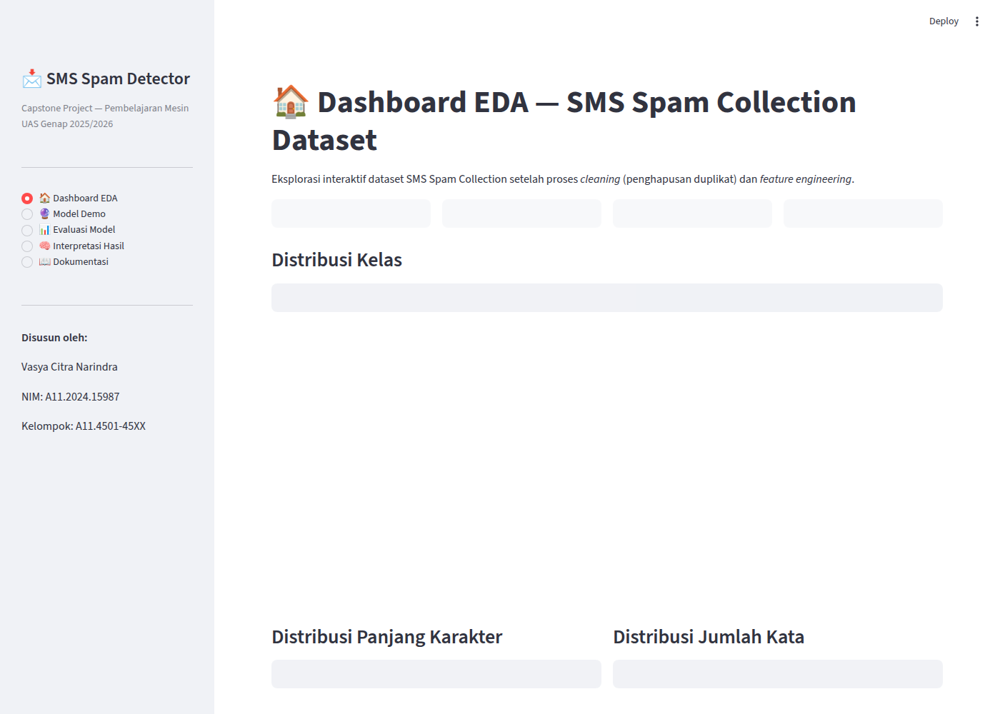 Deploy
📩 SMS Spam Detector
Capstone Project — Pembelajaran Mesin
UAS Genap 2025/2026
🏠 Dashboard EDA
🔮 Model Demo
📊 Evaluasi Model
🧠 Interpretasi Hasil
📖 Dokumentasi
Disusun oleh:
Vasya Citra Narindra
NIM: A11.2024.15987
Kelompok: A11.4501-45XX
🏠 Dashboard EDA — SMS Spam Collection
Dataset
Eksplorasi interaktif dataset SMS Spam Collection setelah proses cleaning (penghapusan duplikat) dan feature engineering.
Distribusi Kelas
Distribusi Panjang Karakter
Distribusi Jumlah Kata